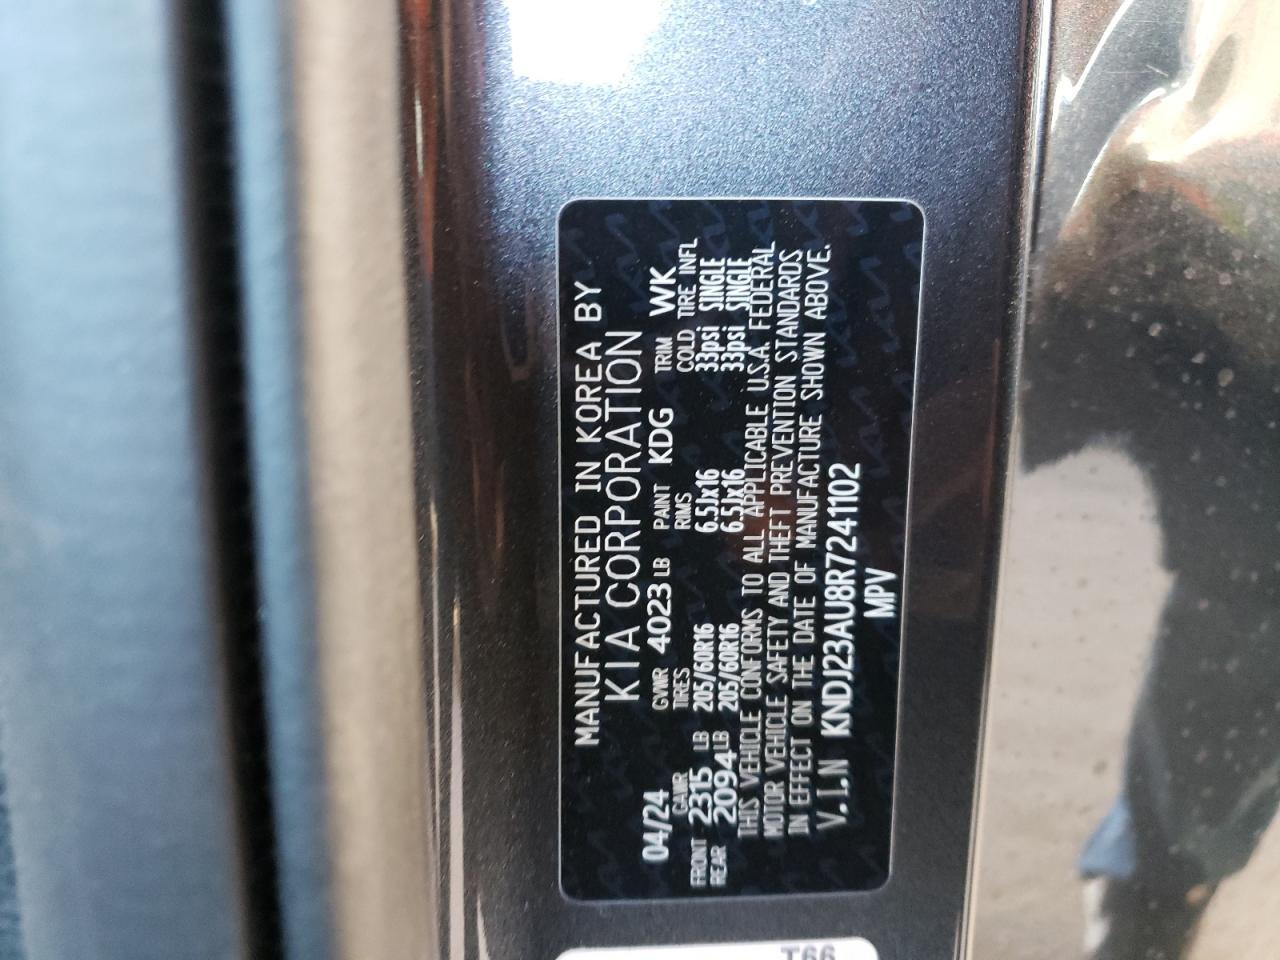 MANUFACTURED IN KOREA BY
KIA CORPORATION
04/24 GVWR 4023 LB PAINT KDG TRIM WK
GAWR TIRES RIMS COLD TIRE INFL
FRONT 2315 LB 205/60R16 6.5Jx16 33psi SINGLE
REAR 2094 LB 205/60R16 6.5Jx16 33psi SINGLE
THIS VEHICLE CONFORMS TO ALL APPLICABLE U.S.A. FEDERAL
MOTOR VEHICLE SAFETY AND THEFT PREVENTION STANDARDS
IN EFFECT ON THE DATE OF MANUFACTURE SHOWN ABOVE.
V.I.N KNDJ23AU8R7241102
MPV
T66